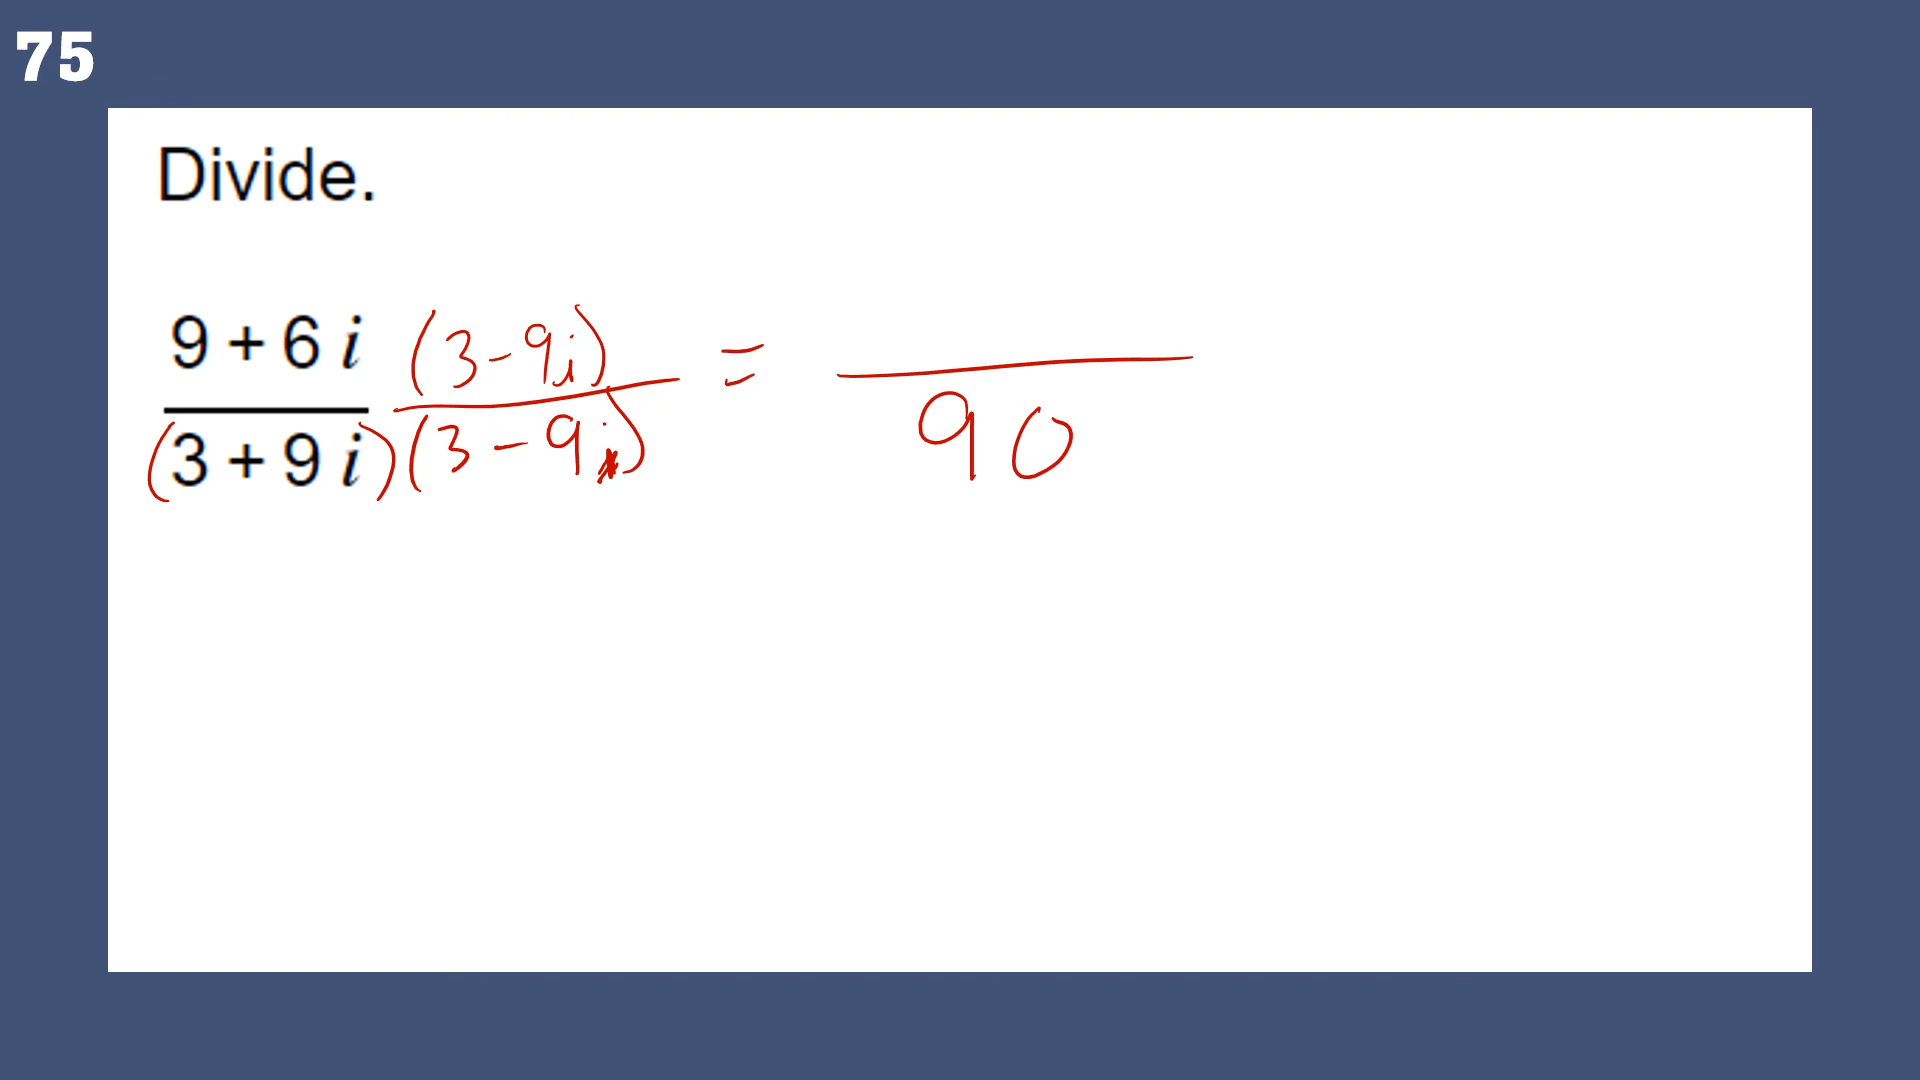 75
Divide.
9 + 6 i (3-9i) =
(3 + 9 i)(3-9i) 90